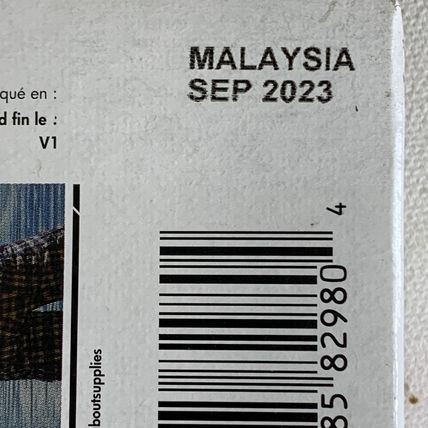 MALAYSIA
SEP 2023
qué en :
d fin le :
V1
4
85 82980
boutsupplies